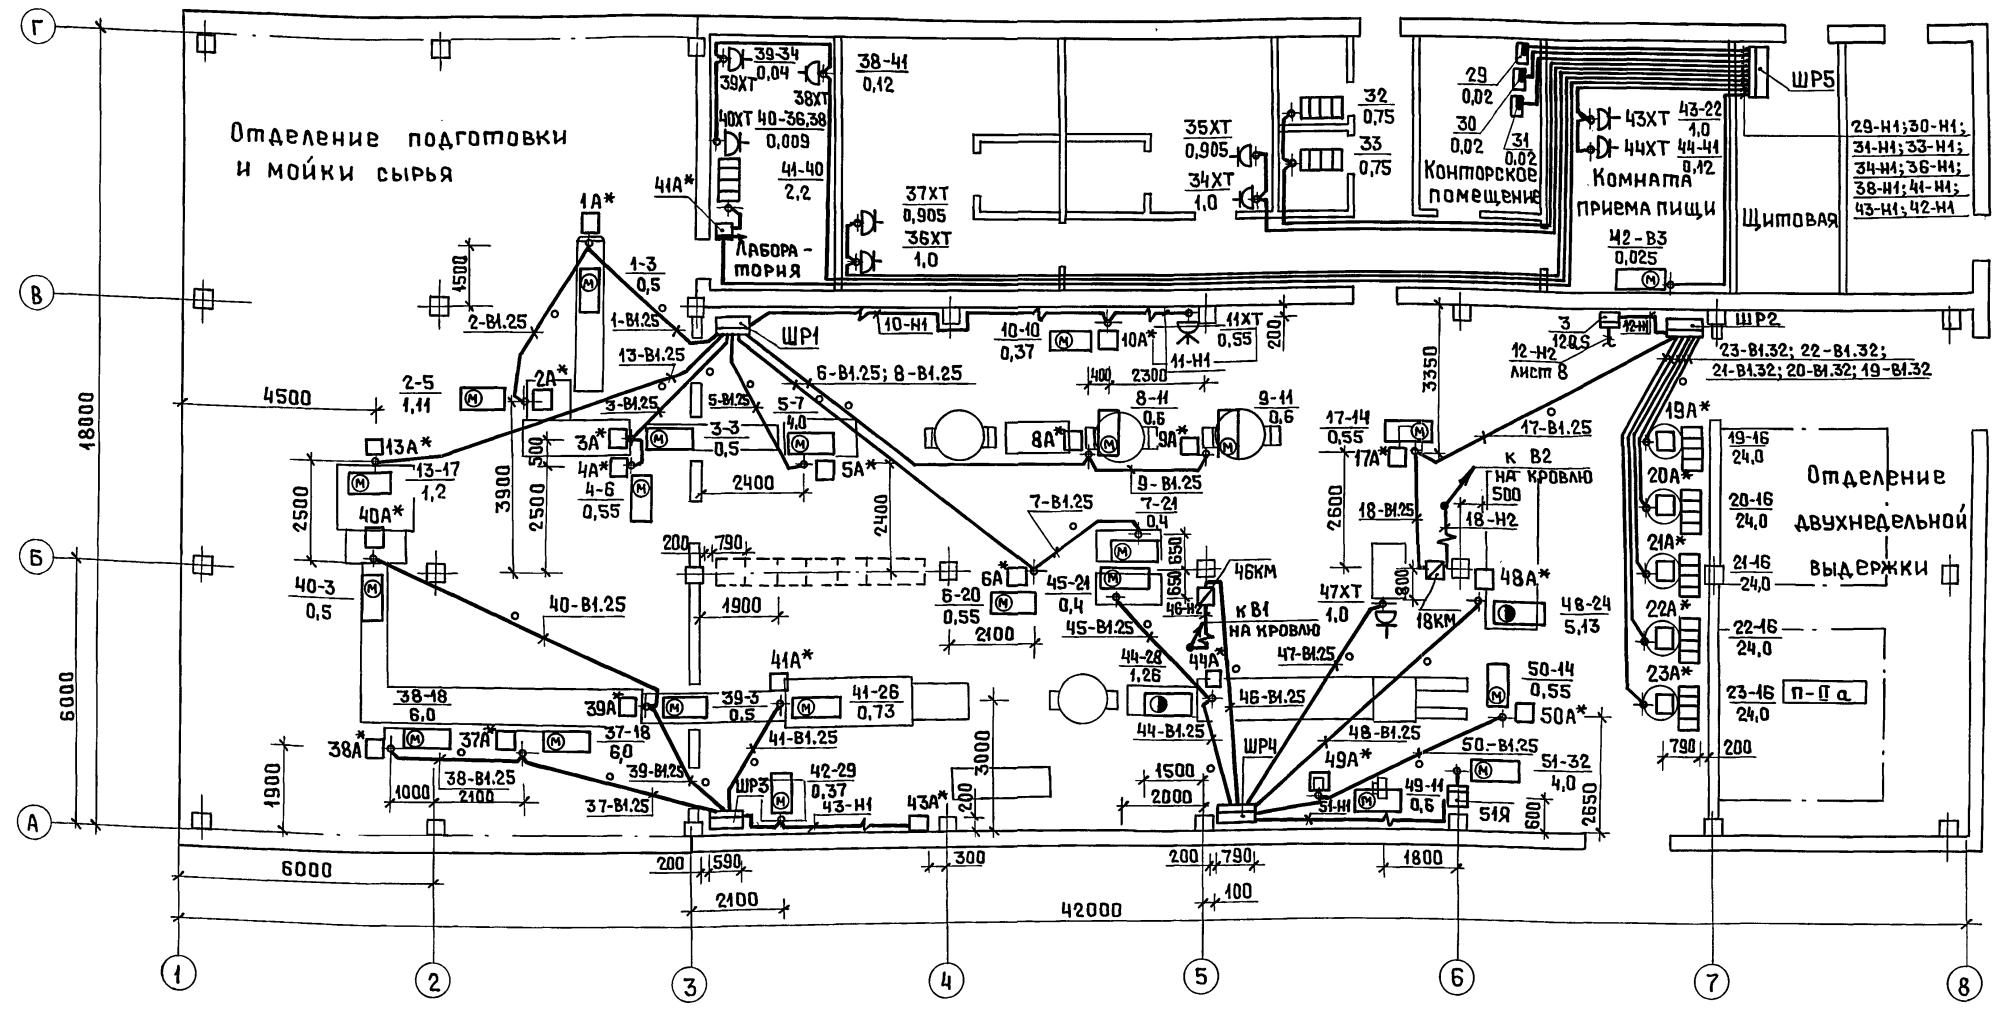 Г
39-34
0,04
39ХТ
38ХТ
38-41
0,12
40ХТ
40-36,38
0,009
41-40
2,2
41А*
Лабора-
тория
Отделение подготовки
и мойки сырья
37ХТ
0,905
36ХТ
1,0
35ХТ
0,905
34ХТ
1,0
32
0,75
33
0,75
29
0,02
30
0,02
31
0,02
Конторское
помещение
43ХТ
43-22
1,0
44ХТ
44-41
0,12
Комната
приема пищи
42-В3
0,025
Щитовая
ШР5
29-Н1; 30-Н1;
31-Н1; 33-Н1;
34-Н1; 36-Н1;
38-Н1; 41-Н1;
43-Н1; 42-Н1
В
1А*
1500
1-3
0,5
2-В1.25
1-В1.25
ШР1
13-В1.25
10-Н1
10-10
0,37
М
10А*
11ХТ
0,55
11-Н1
200
400
2300
3350
3
12-Н1
12-Н2
лист 8
ШР2
23-В1.32; 22-В1.32;
21-В1.32; 20-В1.32; 19-В1.32
18000
4500
2-5
1,11
М
2А*
3-В1.25
5-В1.25
6-В1.25; 8-В1.25
5-7
4,0
М
5А*
13А*
13-17
1,2
М
40А*
2500
3900
500
2500
3А*
М
3-3
0,5
4А*
4-6
0,55
М
2400
2400
8А*
8-11
0,6
М
9А*
9-11
0,6
М
9-В1.25
7-В1.25
7-21
0,4
М
650
650
17-14
0,55
М
17А*
17-В1.25
к В2
на кровлю
500
2600
18-В1.25
18-Н2
19А*
19-16
24,0
20А*
20-16
24,0
21А*
21-16
24,0
22А*
22-16
24,0
23А*
23-16
24,0
Отделение
двухнедельной
выдержки
П-IIа
790
200
Б
40-3
0,5
М
40-В1.25
200
790
1900
6А*
6-20
0,55
М
2100
45-21
0,4
М
45-В1.25
46КМ
46-Н2
к В1
на кровлю
47ХТ
1,0
800
18КМ
48А*
48-24
5,13
47-В1.25
44-28
1,26
44А*
46-В1.25
44-В1.25
48-В1.25
50-14
0,55
М
50А*
50-В1.25
6000
38-18
6,0
39А*
М
39-3
0,5
41А*
41-26
0,73
М
41-В1.25
38А*
М
37А*
М
37-18
6,0
38-В1.25
39-В1.25
37-В1.25
1900
1000
2100
ШР3
42-29
0,37
М
43-Н1
43А*
3000
200
1500
2000
ШР4
49А*
51-Н1
М
49-11
0,6
51-32
4,0
М
51Я
600
2650
А
200
590
300
200
790
1800
100
6000
2100
42000
1
2
3
4
5
6
7
8